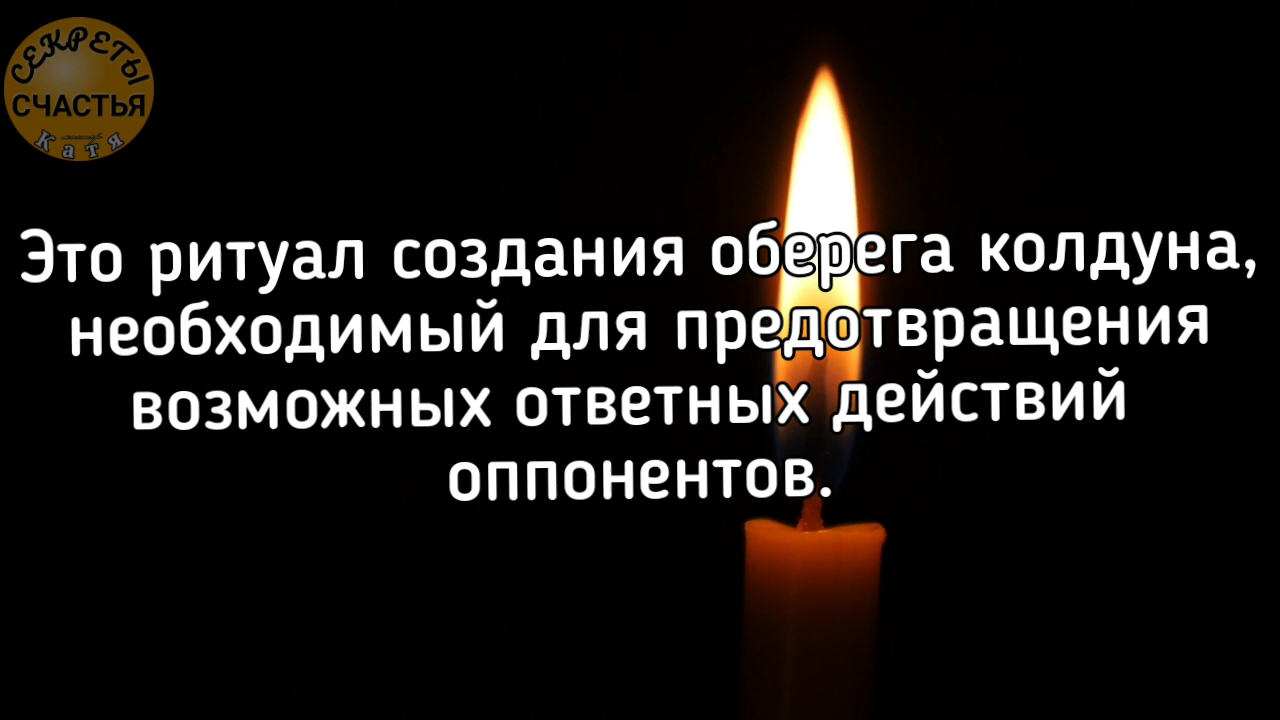 СЕКРЕТЫ
СЧАСТЬЯ
Катя
Это ритуал создания оберега колдуна,
необходимый для предотвращения
возможных ответных действий
оппонентов.